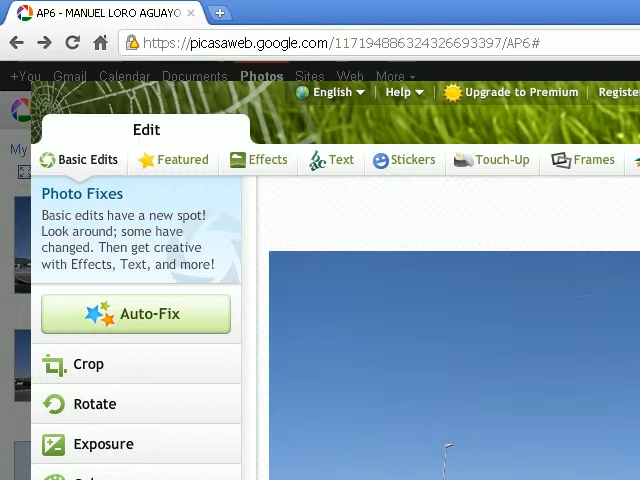 AP6 - MANUEL LORO AGUAYO
https://picasaweb.google.com/117194886324326693397/AP6#
+You Gmail Calendar Documents Photos Sites Web More
English Help Upgrade to Premium Register
My
Edit
Basic Edits Featured Effects Text Stickers Touch-Up Frames
Photo Fixes
Basic edits have a new spot!
Look around; some have
changed. Then get creative
with Effects, Text, and more!
Auto-Fix
Crop
Rotate
Exposure